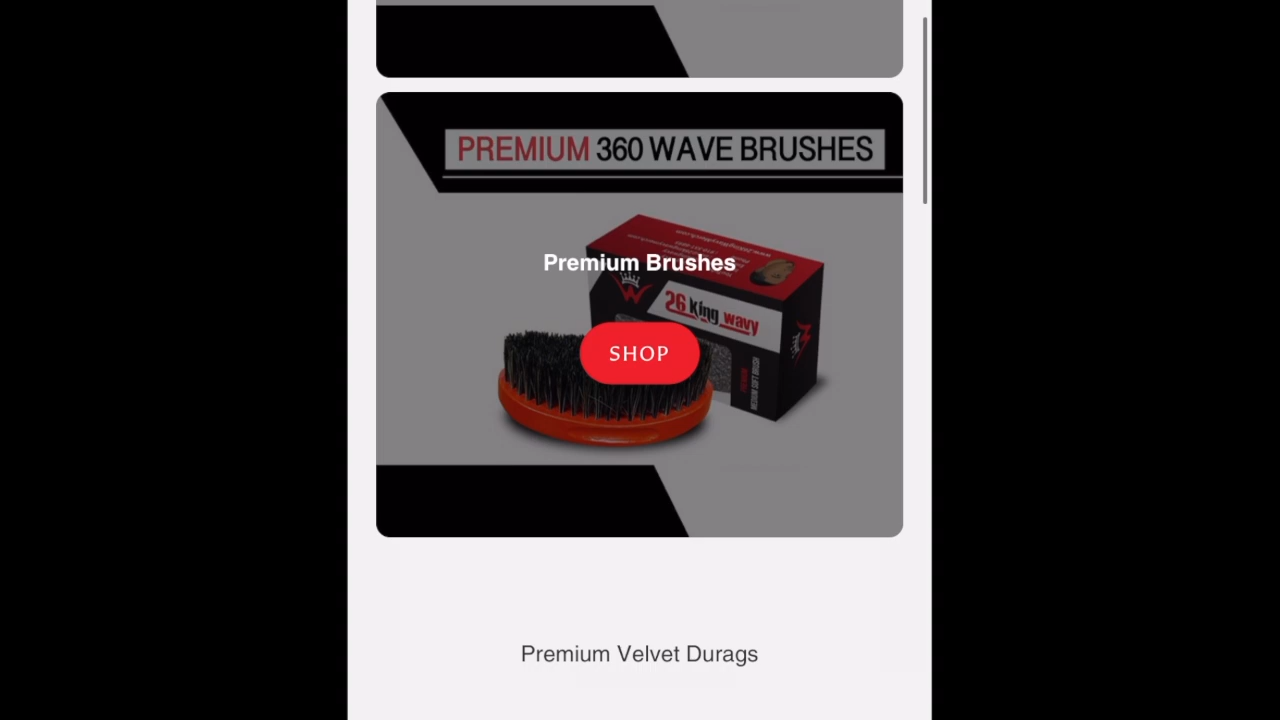 PREMIUM 360 WAVE BRUSHES
Premium Brushes
26 King wavy
SHOP
Premium Velvet Durags